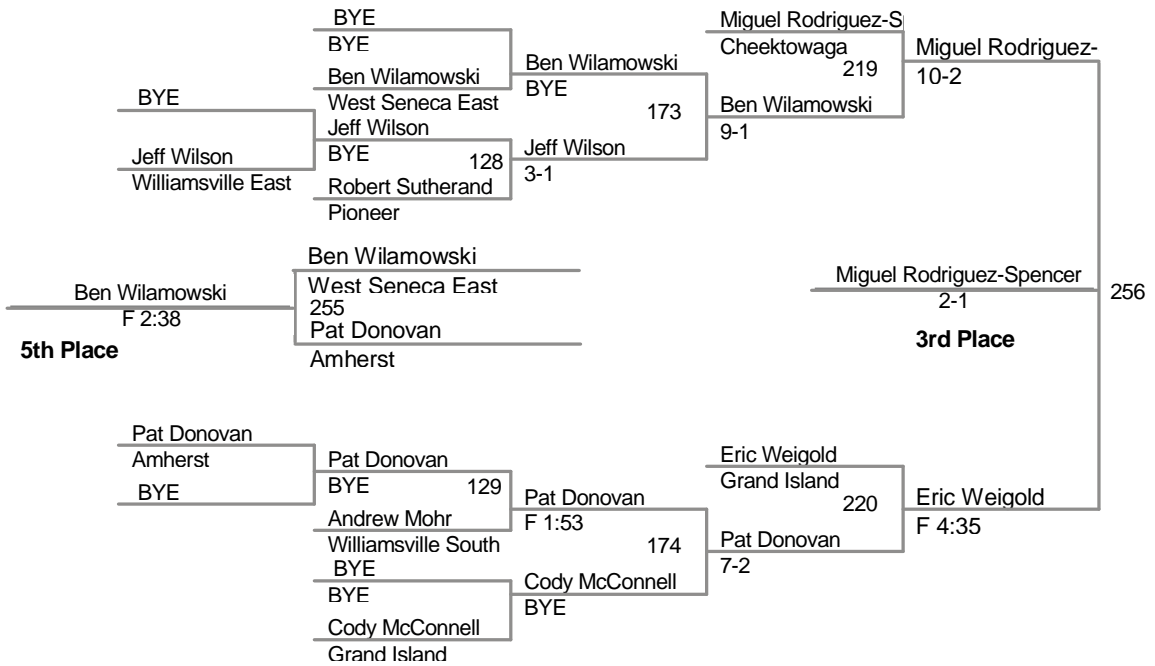 BYE
BYE
Ben Wilamowski
West Seneca East
BYE
Jeff Wilson
Williamsville East
Jeff Wilson
BYE
128
Robert Sutherand
Pioneer
Ben Wilamowski
BYE
173
Jeff Wilson
3-1
Miguel Rodriguez-S
Cheektowaga
219
Ben Wilamowski
9-1
Miguel Rodriguez-
10-2
Ben Wilamowski
West Seneca East
255
Pat Donovan
Amherst
Ben Wilamowski
F 2:38
5th Place
Miguel Rodriguez-Spencer
2-1
3rd Place
256
Pat Donovan
Amherst
BYE
Pat Donovan
BYE
129
Andrew Mohr
Williamsville South
BYE
BYE
Cody McConnell
Grand Island
Pat Donovan
F 1:53
174
Cody McConnell
BYE
Eric Weigold
Grand Island
220
Pat Donovan
7-2
Eric Weigold
F 4:35